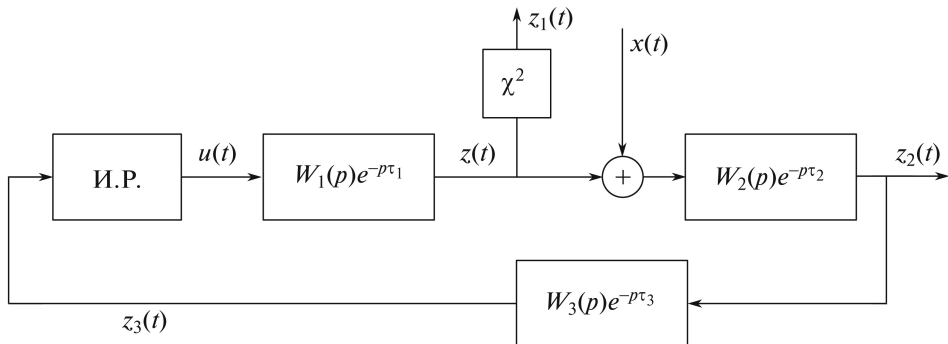 z₁(t)
x(t)
χ²
И.Р.
u(t)
W₁(p)e⁻ᵖτ₁
z(t)
+
W₂(p)e⁻ᵖτ₂
z₂(t)
W₃(p)e⁻ᵖτ₃
z₃(t)